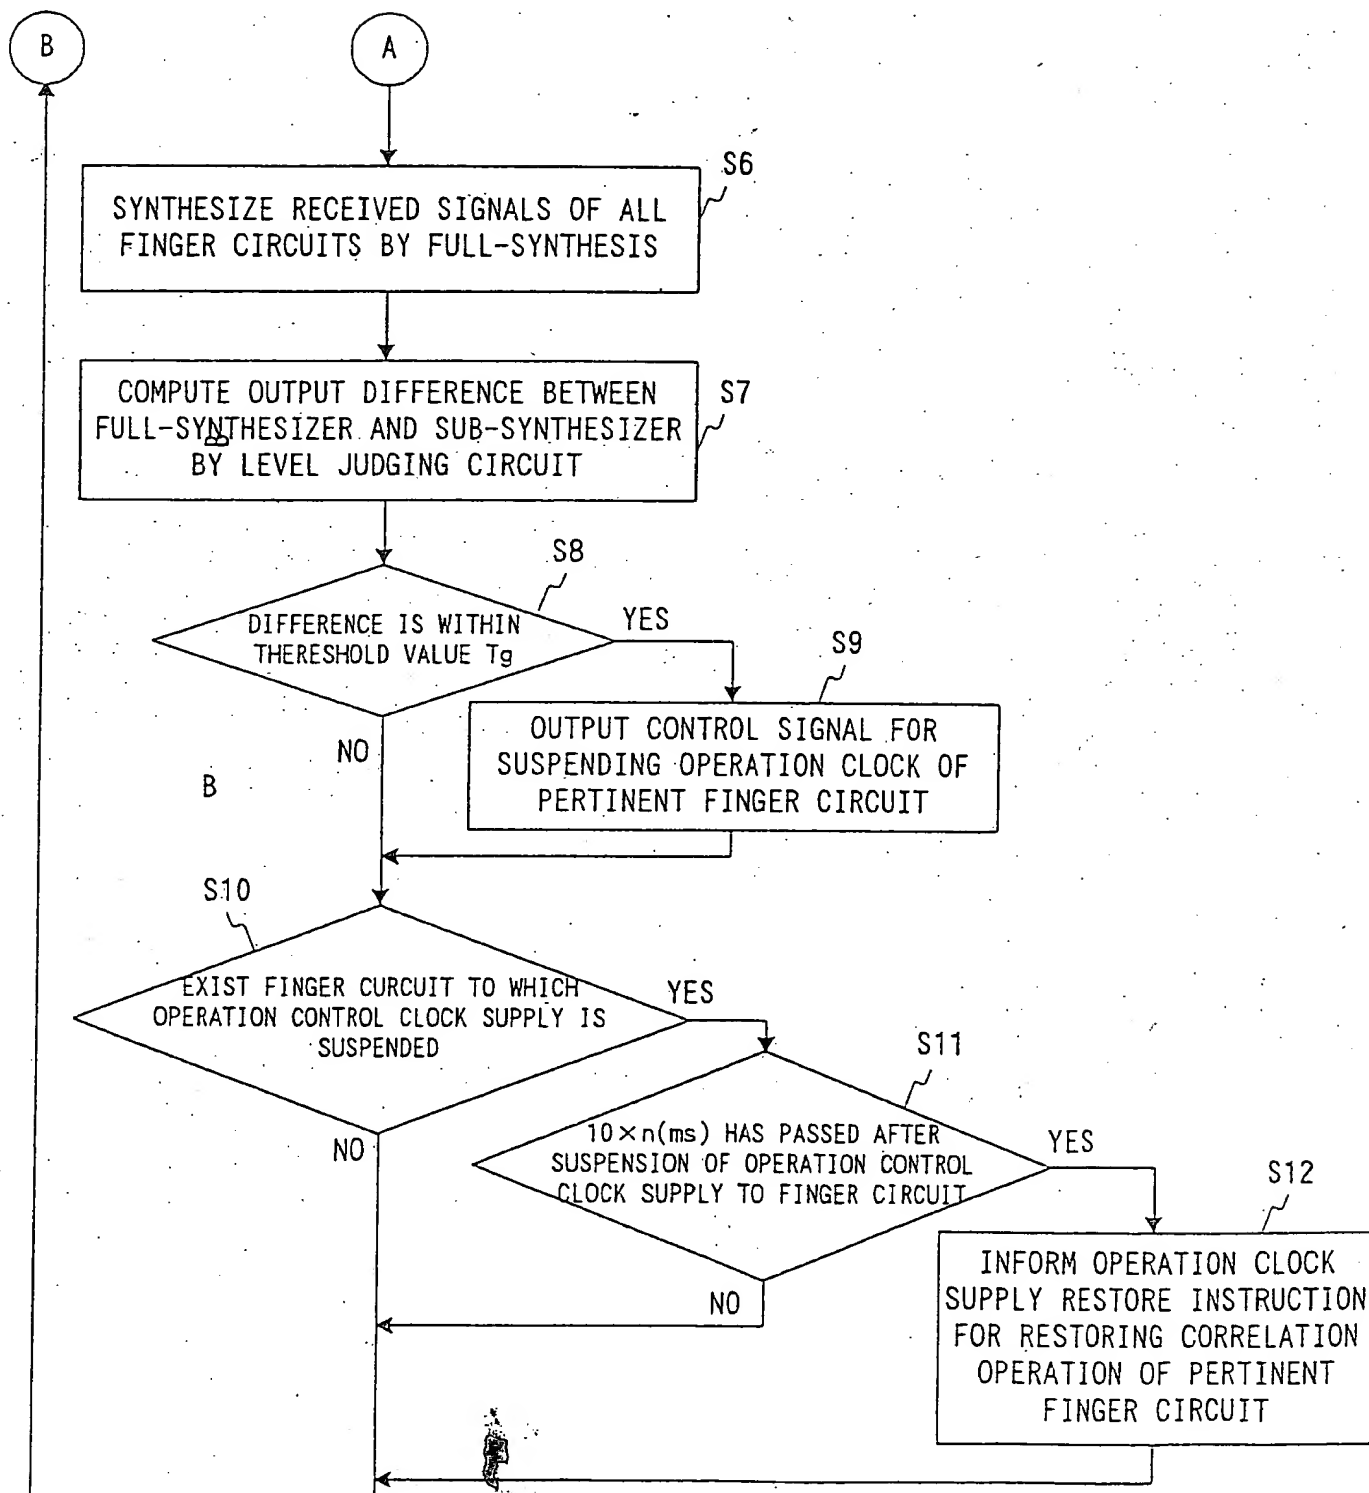 B
A
S6
SYNTHESIZE RECEIVED SIGNALS OF ALL
FINGER CIRCUITS BY FULL-SYNTHESIS
S7
COMPUTE OUTPUT DIFFERENCE BETWEEN
FULL-SYNTHESIZER AND SUB-SYNTHESIZER
BY LEVEL JUDGING CIRCUIT
S8
DIFFERENCE IS WITHIN
THERESHOLD VALUE Tg
YES
NO
S9
OUTPUT CONTROL SIGNAL FOR
SUSPENDING OPERATION CLOCK OF
PERTINENT FINGER CIRCUIT
B
S10
EXIST FINGER CURCUIT TO WHICH
OPERATION CONTROL CLOCK SUPPLY IS
SUSPENDED
YES
NO
S11
10×n(ms) HAS PASSED AFTER
SUSPENSION OF OPERATION CONTROL
CLOCK SUPPLY TO FINGER CIRCUIT
YES
NO
S12
INFORM OPERATION CLOCK
SUPPLY RESTORE INSTRUCTION
FOR RESTORING CORRELATION
OPERATION OF PERTINENT
FINGER CIRCUIT